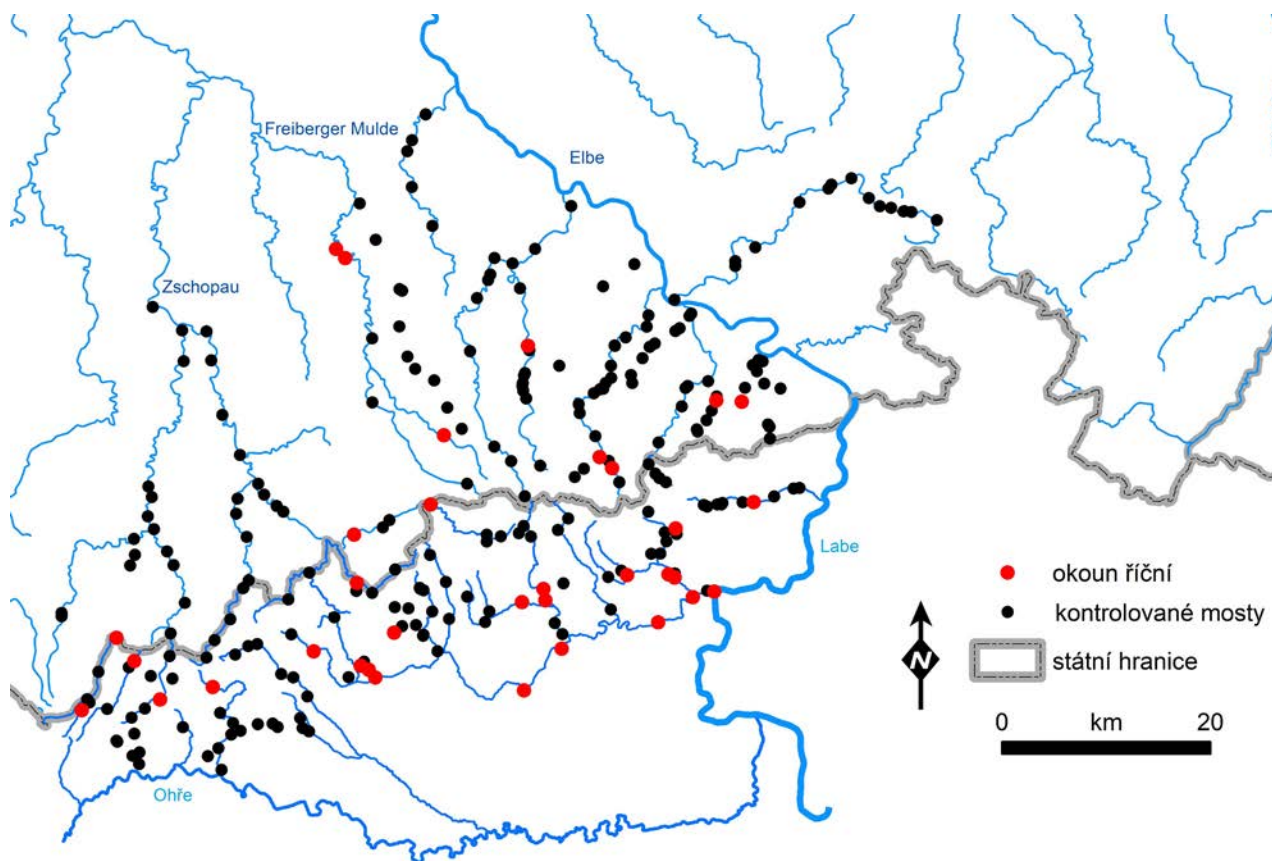 Freiberger Mulde
Elbe
Zschopau
Labe
Ohře
okoun říční
kontrolované mosty
státní hranice
N
0 km 20